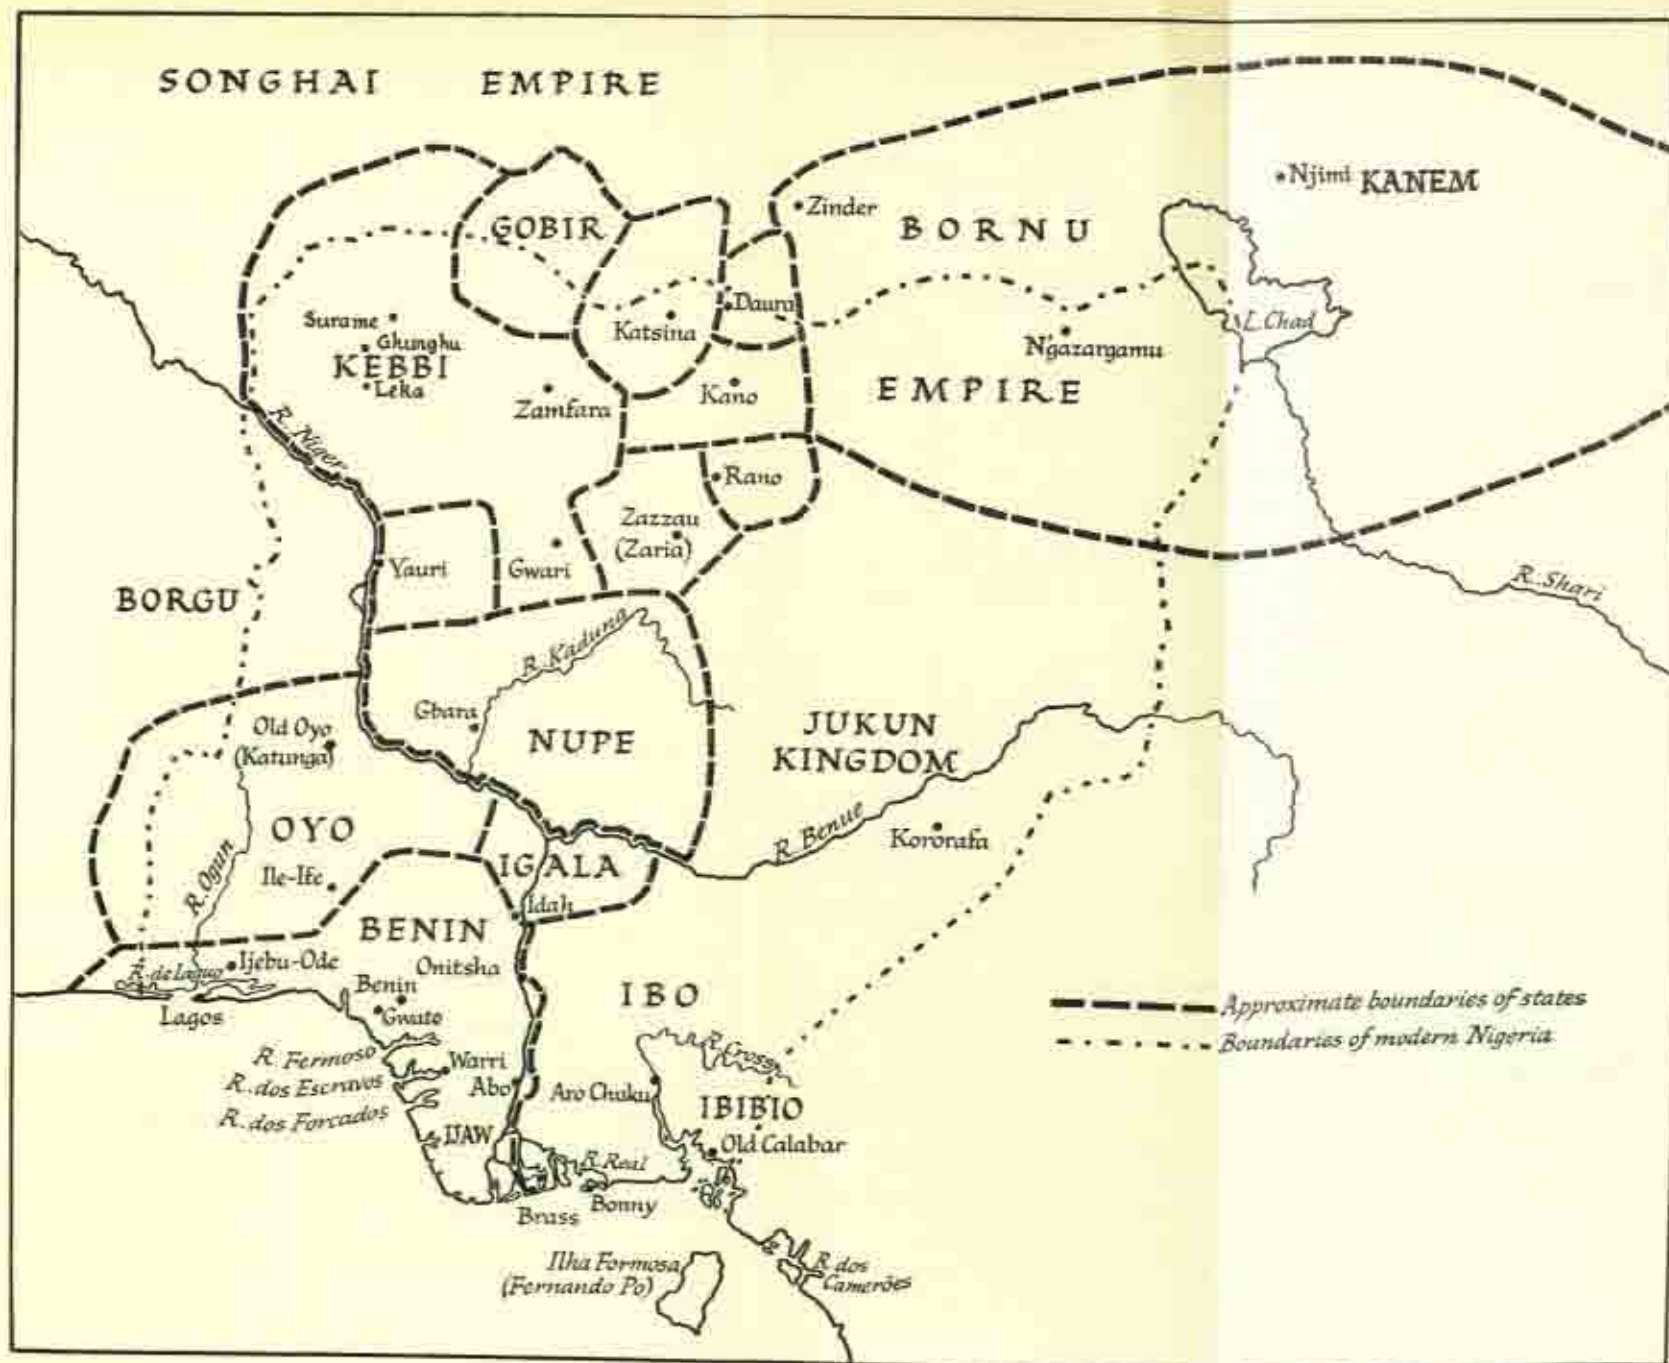 SONGHAI EMPIRE
Njimi KANEM
Zinder
GOBIR
BORNU
Daura
Surame
Katsina
L. Chad
Ghunghu
Ngazargamu
KEBBI
Leka
Kano
EMPIRE
Zamfara
R. Niger
Rano
Zazzau
(Zaria)
Yauri
Gwari
BORGU
R. Shari
R. Kaduna
Gbara
Old Oyo
(Katunga)
NUPE
JUKUN
KINGDOM
OYO
R. Benue
Kororafa
IGALA
Ile-Ife
R. Ogun
Idah
BENIN
Ijebu-Ode
Onitsha
R. de Laguo
Benin
IBO
Approximate boundaries of states
Lagos
Gwato
Boundaries of modern Nigeria
R. Fermoso
R. Cross
Warri
R. dos Escravos
Abo
Aro Chuku
R. dos Forcados
IBIBIO
IJAW
Old Calabar
R. Real
Bonny
Brass
Ilha Formosa
(Fernando Po)
R. dos
Camerões